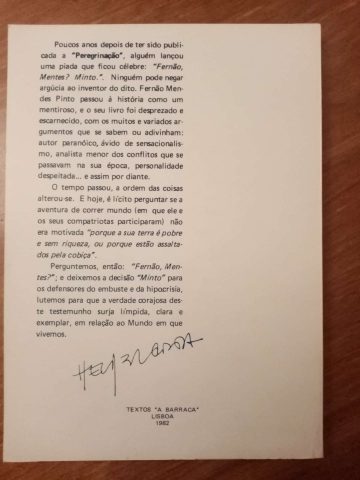 Poucos anos depois de ter sido publi-
cada a "Peregrinação", alguém lançou
uma piada que ficou célebre: "Fernão,
Mentes? Minto.". Ninguém pode negar
argúcia ao inventor do dito. Fernão Men-
des Pinto passou á história como um
mentiroso, e o seu livro foi desprezado e
escarnecido, com os muitos e variados ar-
gumentos que se sabem ou adivinham:
autor paranóico, ávido de sensacionalis-
mo, analista menor dos conflitos que se
passavam na sua época, personalidade
despeitada... e assim por diante.
O tempo passou, a ordem das coisas
alterou-se. E hoje, é lícito perguntar se a
aventura de correr mundo (em que ele e
os seus compatriotas participaram) não
era motivada "porque a sua terra é pobre
e sem riqueza, ou porque estão assalta-
dos pela cobiça".
Perguntemos, então: "Fernão, Men-
tes?"; e deixemos a decisão "Minto" para
os defensores do embuste e da hipocrisia,
lutemos para que a verdade corajosa des-
te testemunho surja límpida, clara e
exemplar, em relação ao Mundo em que
vivemos.
TEXTOS "A BARRACA"
LISBOA
1982